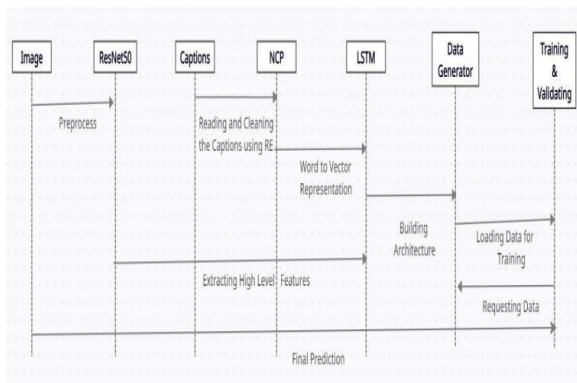 Image
ResNet50
Captions
NCP
LSTM
Data
Generator
Training
&
Validating
Preprocess
Reading and Cleaning
the Captions using RE
Word to Vector
Representation
Building
Architecture
Loading Data for
Training
Extracting High Level Features
Requesting Data
Final Prediction